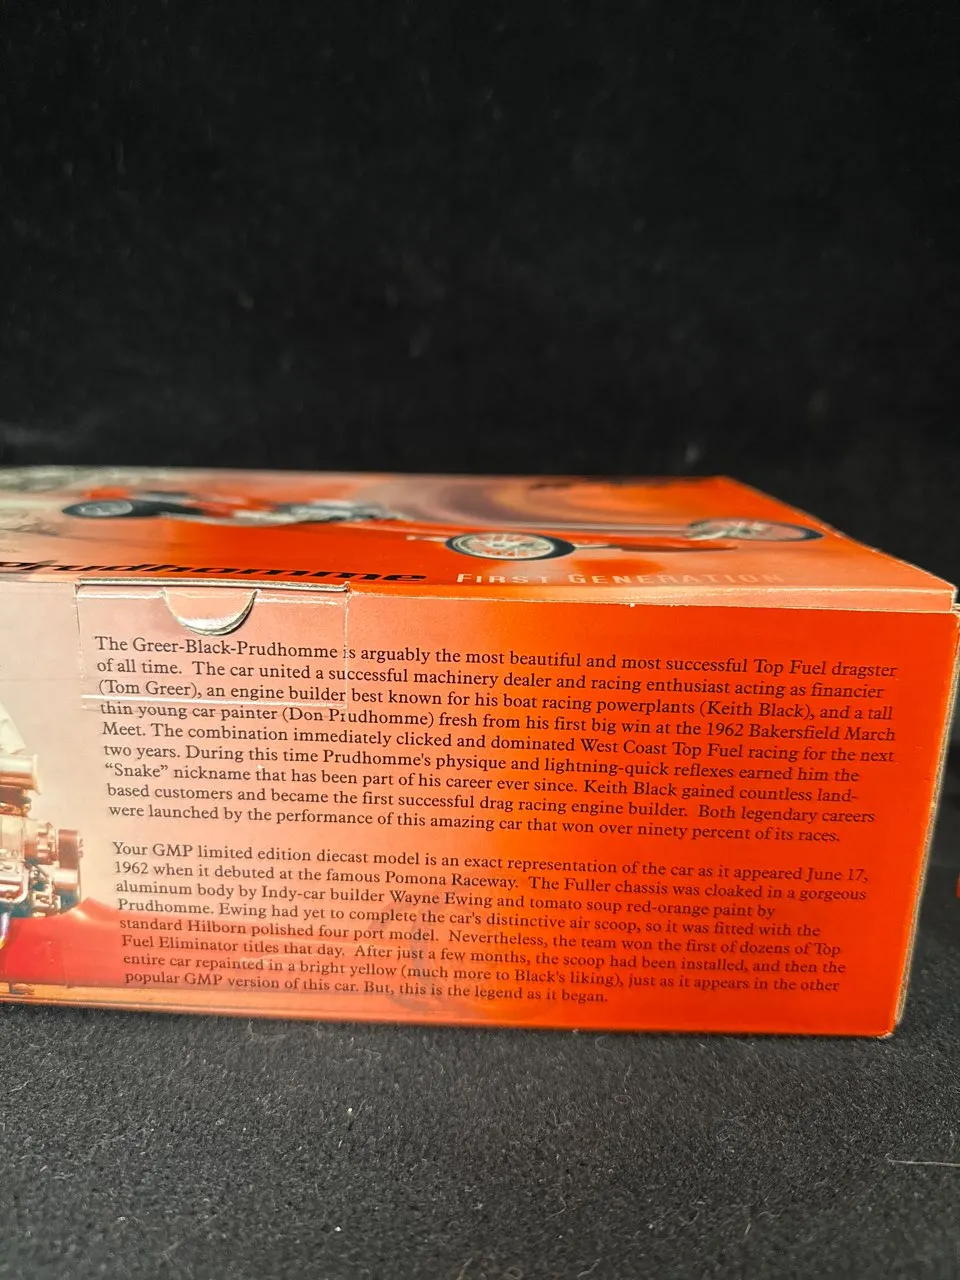 prudhomme FIRST GENERATION
The Greer-Black-Prudhomme is arguably the most beautiful and most successful Top Fuel dragster
of all time. The car united a successful machinery dealer and racing enthusiast acting as financier
(Tom Greer), an engine builder best known for his boat racing powerplants (Keith Black), and a tall
thin young car painter (Don Prudhomme) fresh from his first big win at the 1962 Bakersfield March
Meet. The combination immediately clicked and dominated West Coast Top Fuel racing for the next
two years. During this time Prudhomme's physique and lightning-quick reflexes earned him the
“Snake” nickname that has been part of his career ever since. Keith Black gained countless land-
based customers and became the first successful drag racing engine builder. Both legendary careers
were launched by the performance of this amazing car that won over ninety percent of its races.
Your GMP limited edition diecast model is an exact representation of the car as it appeared June 17,
1962 when it debuted at the famous Pomona Raceway. The Fuller chassis was cloaked in a gorgeous
aluminum body by Indy-car builder Wayne Ewing and tomato soup red-orange paint by
Prudhomme. Ewing had yet to complete the car's distinctive air scoop, so it was fitted with the
standard Hilborn polished four port model. Nevertheless, the team won the first of dozens of Top
Fuel Eliminator titles that day. After just a few months, the scoop had been installed, and then the
entire car repainted in a bright yellow (much more to Black's liking), just as it appears in the other
popular GMP version of this car. But, this is the legend as it began.